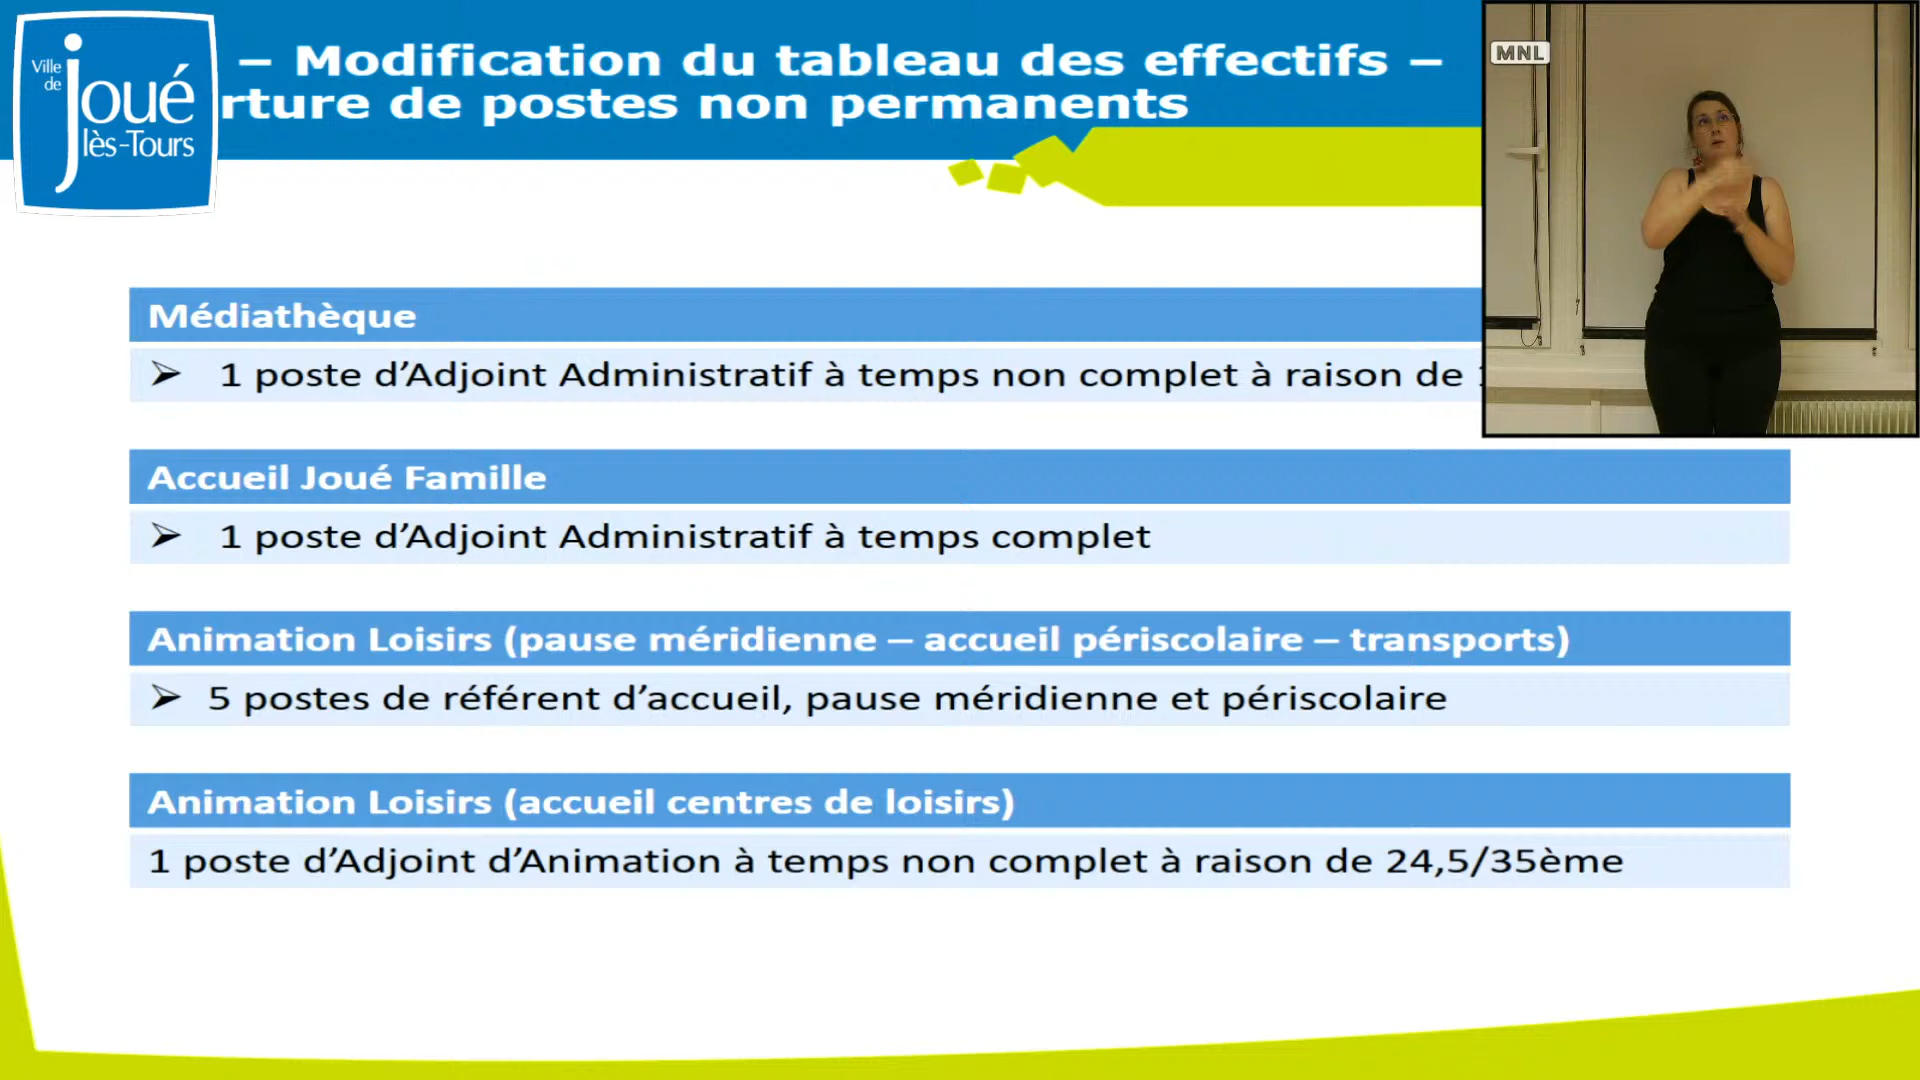 Ville
de
Joué
lès-Tours
– Modification du tableau des effectifs –
rture de postes non permanents
MNL
Médiathèque
➢ 1 poste d’Adjoint Administratif à temps non complet à raison de
Accueil Joué Famille
➢ 1 poste d’Adjoint Administratif à temps complet
Animation Loisirs (pause méridienne – accueil périscolaire – transports)
➢ 5 postes de référent d’accueil, pause méridienne et périscolaire
Animation Loisirs (accueil centres de loisirs)
1 poste d’Adjoint d’Animation à temps non complet à raison de 24,5/35ème